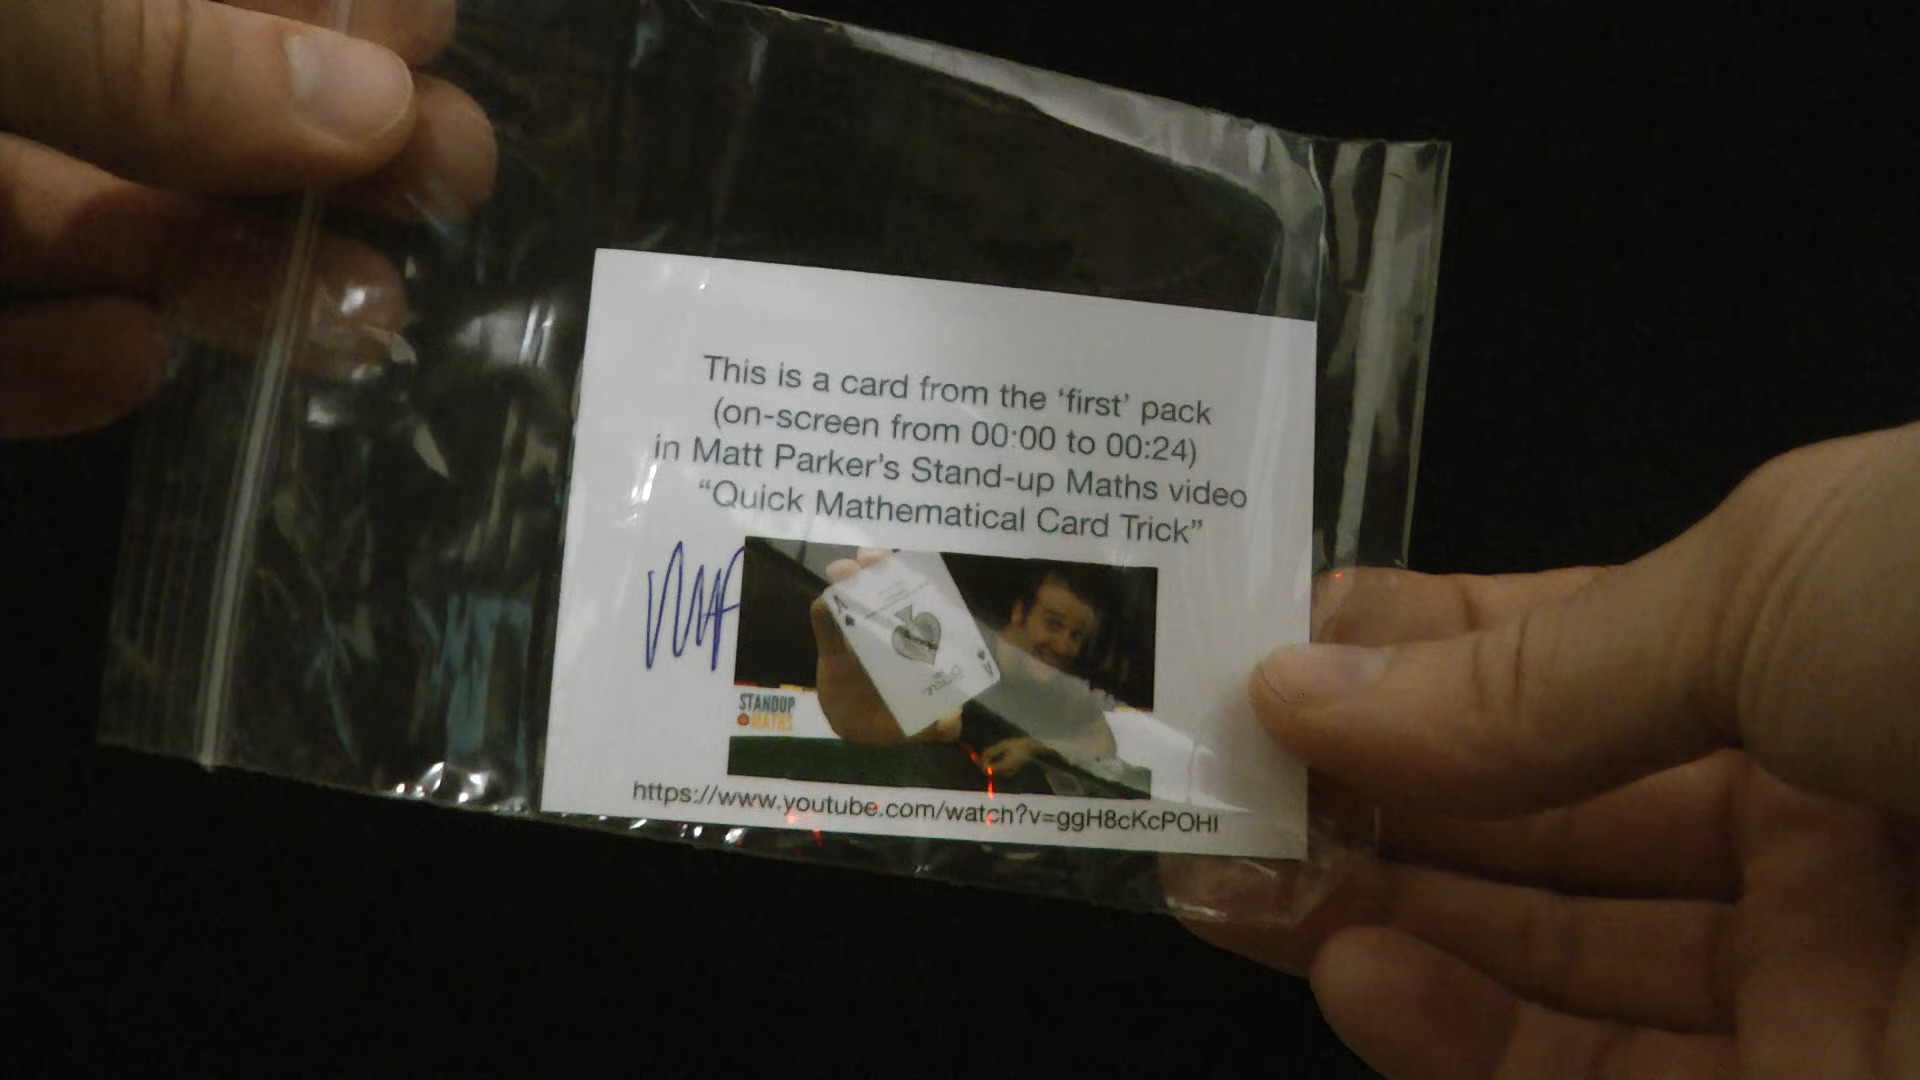 This is a card from the ‘first’ pack
(on-screen from 00:00 to 00:24)
in Matt Parker’s Stand-up Maths video
“Quick Mathematical Card Trick”
A
A
STANDUP
MATHS
https://www.youtube.com/watch?v=ggH8cKcPOHI